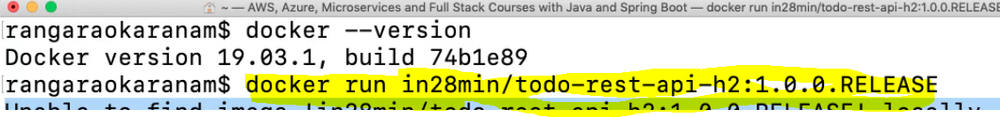 ~ — AWS, Azure, Microservices and Full Stack Courses with Java and Spring Boot — docker run in28min/todo-rest-api-h2:1.0.0.RELEASE
[rangaraokaranam$ docker --version
Docker version 19.03.1, build 74b1e89
[rangaraokaranam$ docker run in28min/todo-rest-api-h2:1.0.0.RELEASE
Unable to find image 'in28min/todo-rest-api-h2:1.0.0.RELEASE' locally